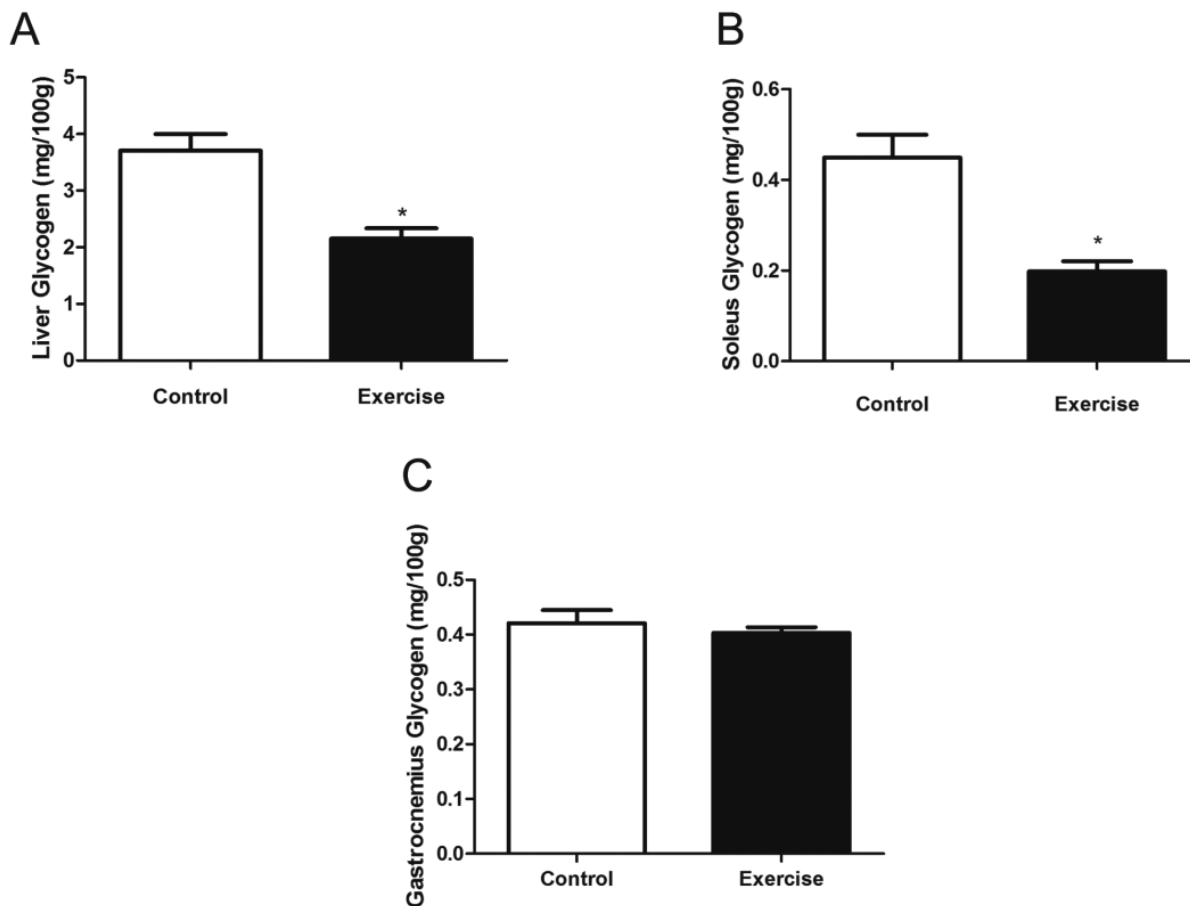 A
Liver Glycogen (mg/100g)
5
4
3
2
1
0
*
Control Exercise
B
Soleus Glycogen (mg/100g)
0.6
0.4
0.2
0.0
*
Control Exercise
C
Gastrocnemius Glycogen (mg/100g)
0.5
0.4
0.3
0.2
0.1
0.0
Control Exercise